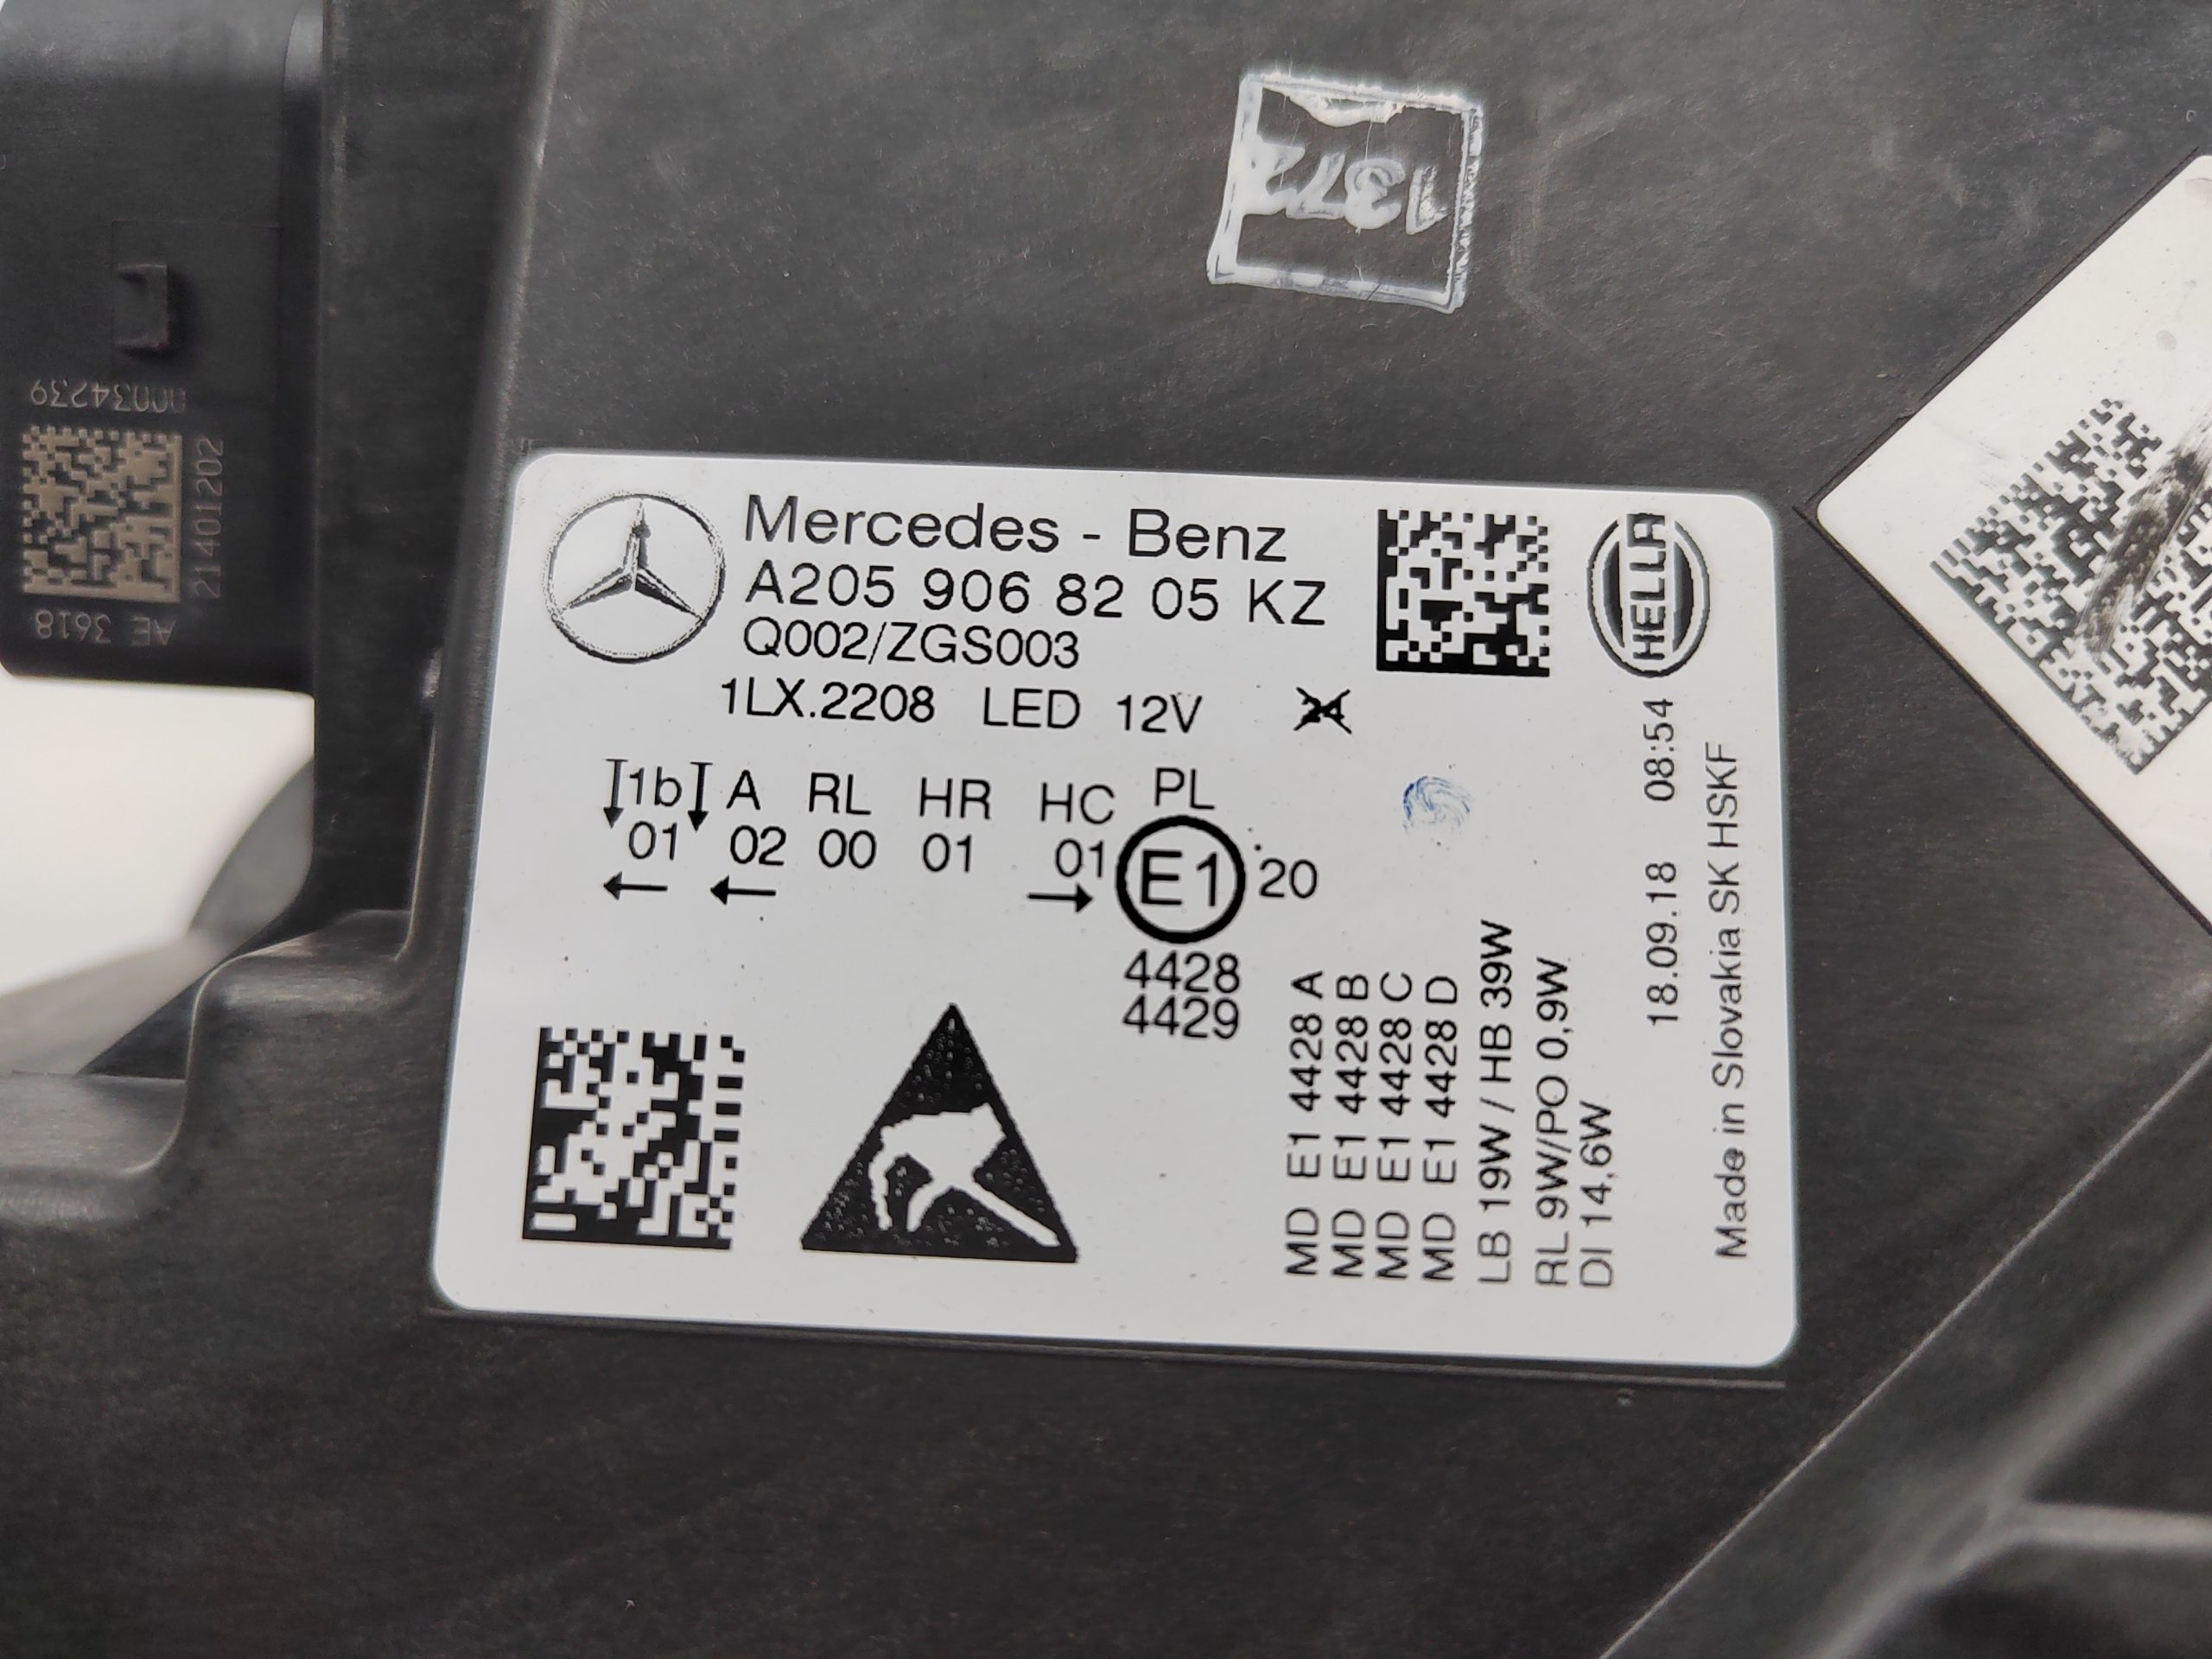 1372
00034239
21401202
AE 3618
Mercedes - Benz
A205 906 82 05 KZ
Q002/ZGS003
HELLA
1LX.2208 LED 12V 24
1b A RL HR HC PL
01 02 00 01 01 E1 20
4428
4429
MD E1 4428 A
MD E1 4428 B
MD E1 4428 C
MD E1 4428 D
LB 19W / HB 39W
RL 9W/PO 0,9W
DI 14,6W
18.09.18 08:54
Made in Slovakia SK HSKF